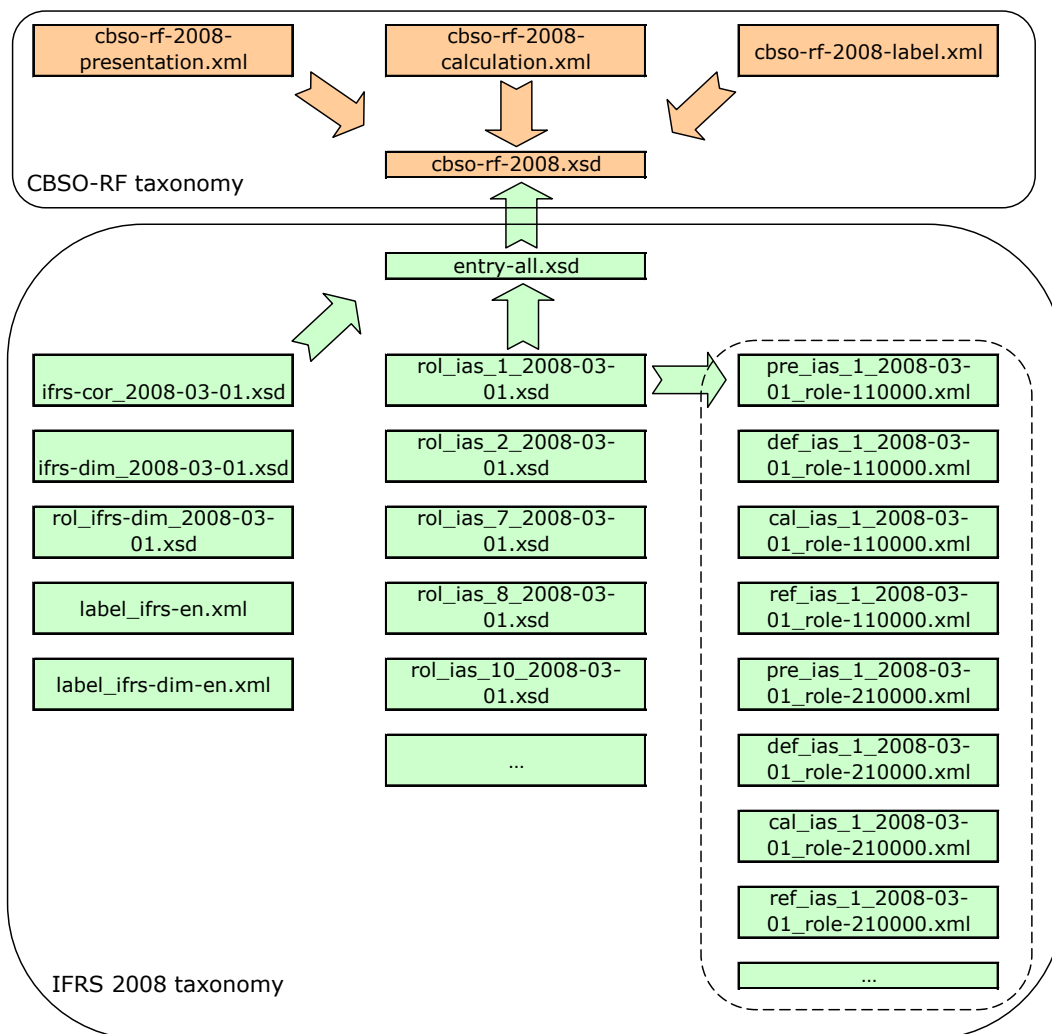 cbso-rf-2008-
presentation.xml
cbso-rf-2008-
calculation.xml
cbso-rf-2008-label.xml
cbso-rf-2008.xsd
CBSO-RF taxonomy
entry-all.xsd
ifrs-cor_2008-03-01.xsd
ifrs-dim_2008-03-01.xsd
rol_ifrs-dim_2008-03-
01.xsd
label_ifrs-en.xml
label_ifrs-dim-en.xml
rol_ias_1_2008-03-
01.xsd
rol_ias_2_2008-03-
01.xsd
rol_ias_7_2008-03-
01.xsd
rol_ias_8_2008-03-
01.xsd
rol_ias_10_2008-03-
01.xsd
...
pre_ias_1_2008-03-
01_role-110000.xml
def_ias_1_2008-03-
01_role-110000.xml
cal_ias_1_2008-03-
01_role-110000.xml
ref_ias_1_2008-03-
01_role-110000.xml
pre_ias_1_2008-03-
01_role-210000.xml
def_ias_1_2008-03-
01_role-210000.xml
cal_ias_1_2008-03-
01_role-210000.xml
ref_ias_1_2008-03-
01_role-210000.xml
...
IFRS 2008 taxonomy